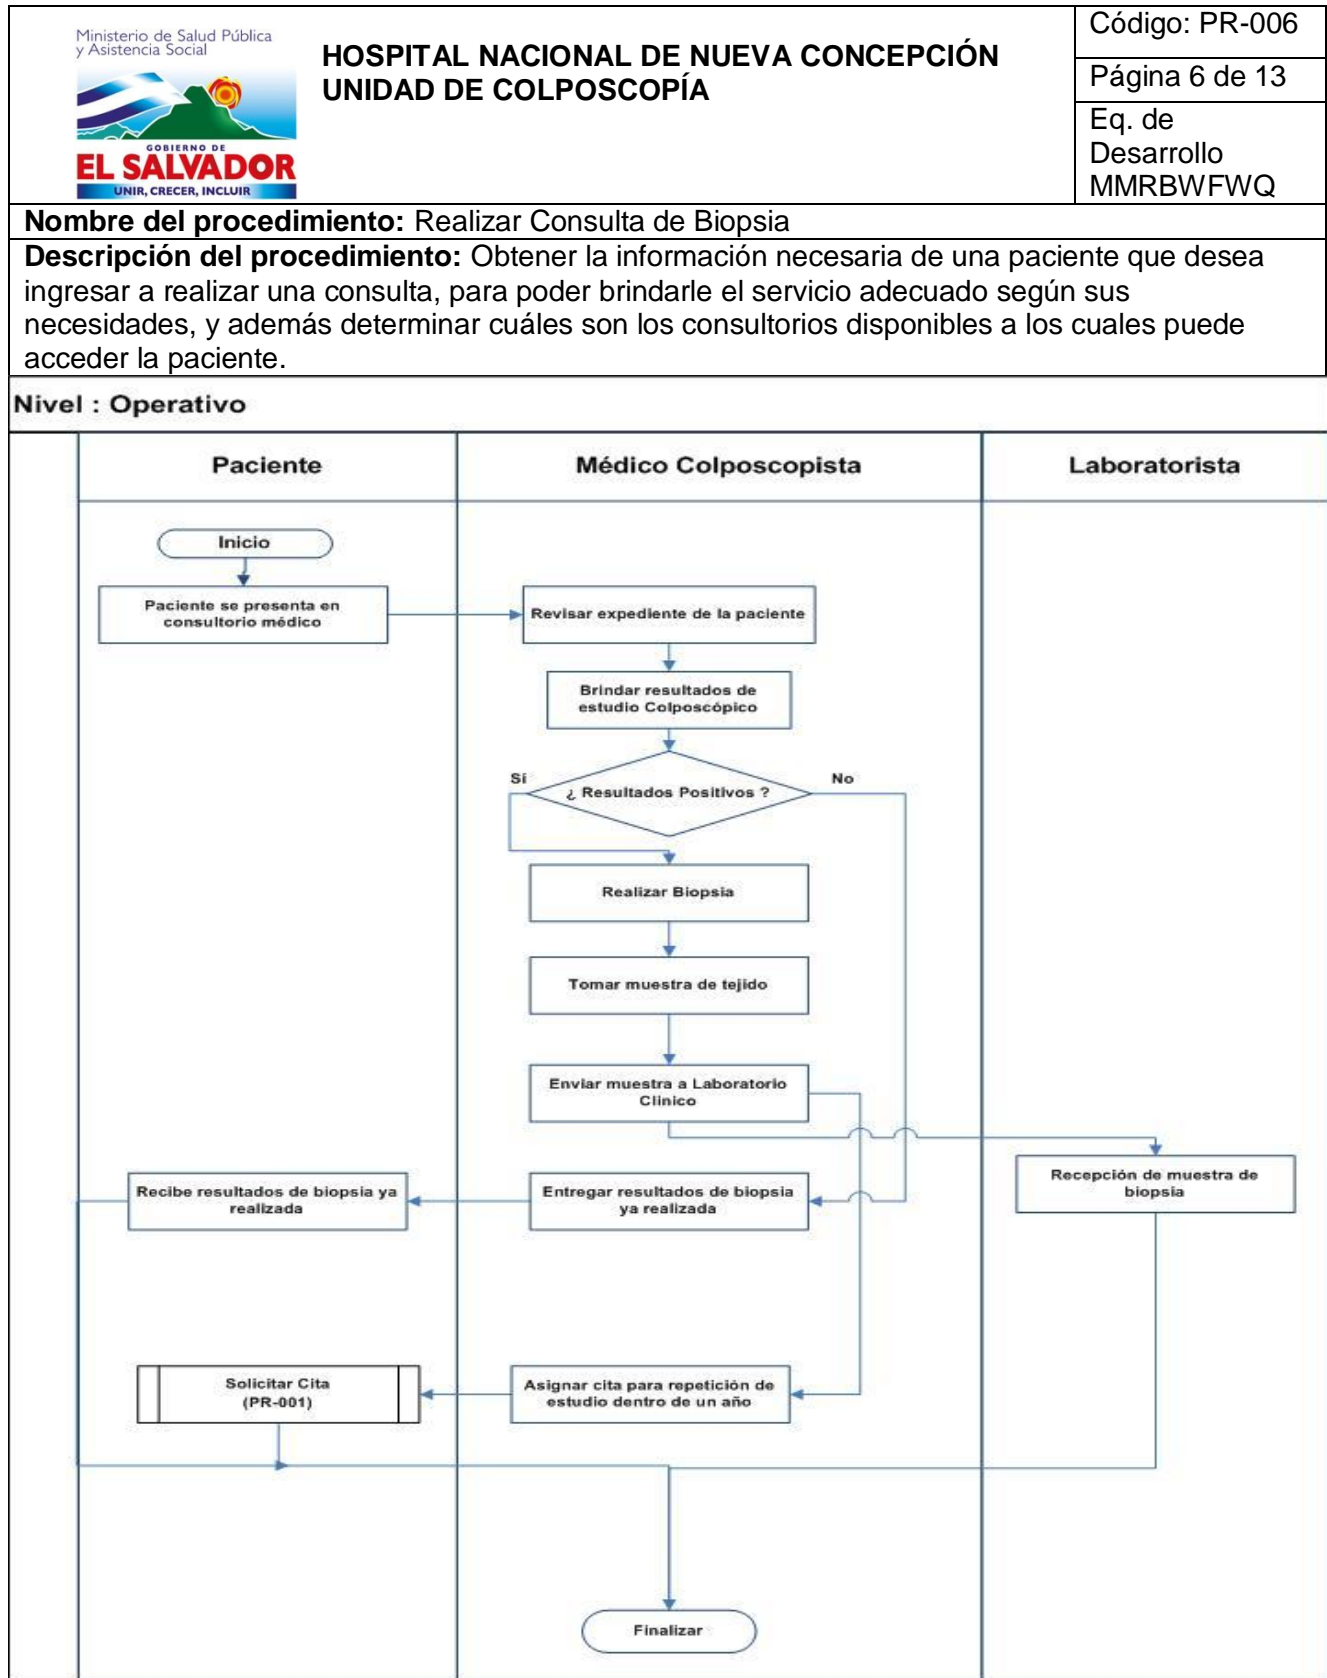 Ministerio de Salud Pública
y Asistencia Social
GOBIERNO DE
EL SALVADOR
UNIR, CRECER, INCLUIR
HOSPITAL NACIONAL DE NUEVA CONCEPCIÓN
UNIDAD DE COLPOSCOPÍA
Código: PR-006
Página 6 de 13
Eq. de
Desarrollo
MMRBWFWQ
Nombre del procedimiento: Realizar Consulta de Biopsia
Descripción del procedimiento: Obtener la información necesaria de una paciente que desea
ingresar a realizar una consulta, para poder brindarle el servicio adecuado según sus
necesidades, y además determinar cuáles son los consultorios disponibles a los cuales puede
acceder la paciente.
Nivel : Operativo
Paciente
Médico Colposcopista
Laboratorista
Inicio
Paciente se presenta en
consultorio médico
Revisar expediente de la paciente
Brindar resultados de
estudio Colposcópico
Sí
¿ Resultados Positivos ?
No
Realizar Biopsia
Tomar muestra de tejido
Enviar muestra a Laboratorio
Clinico
Recepción de muestra de
biopsia
Entregar resultados de biopsia
ya realizada
Recibe resultados de biopsia ya
realizada
Asignar cita para repetición de
estudio dentro de un año
Solicitar Cita
(PR-001)
Finalizar